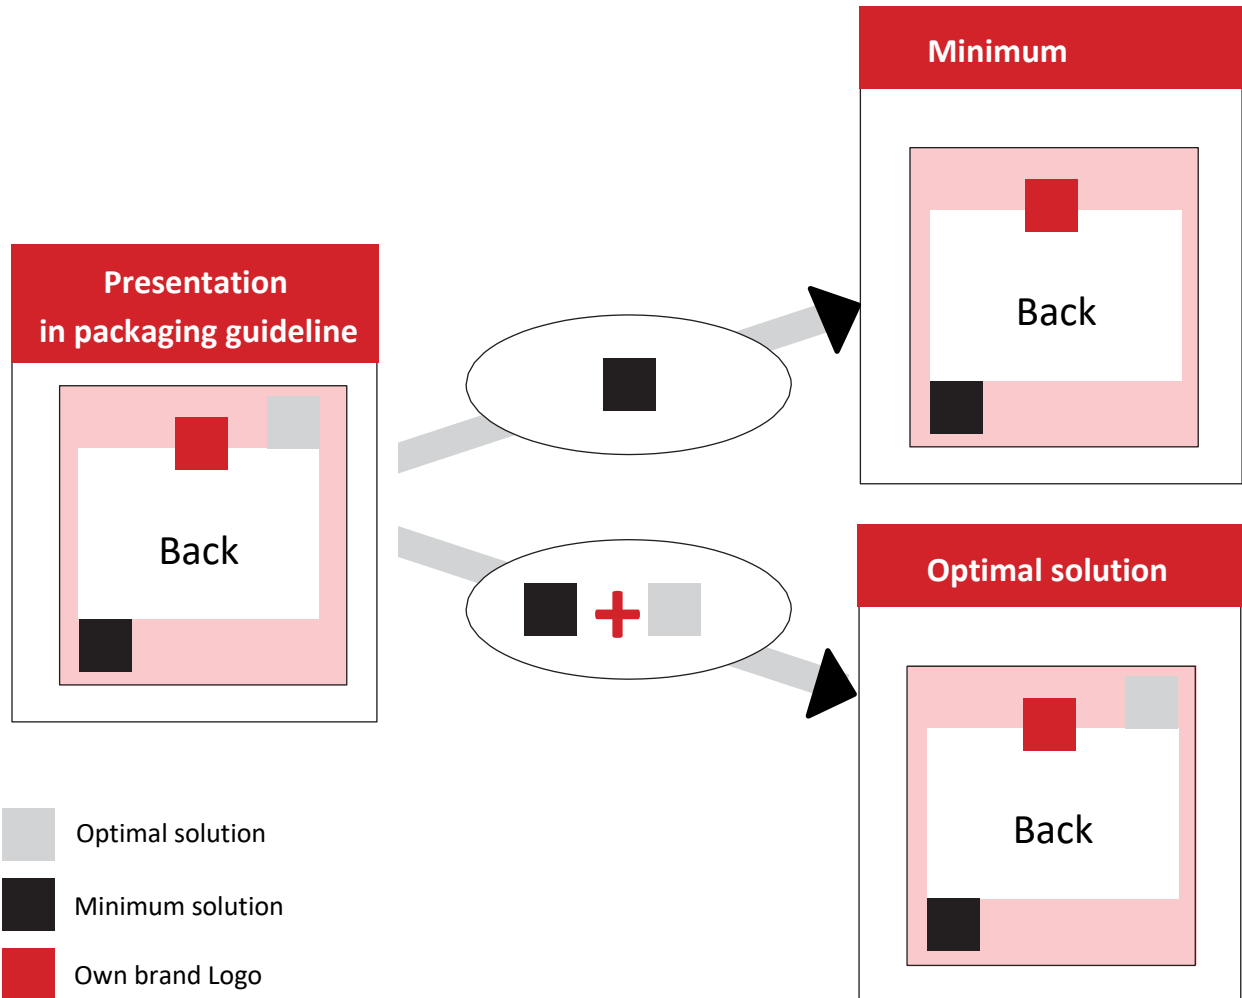 Minimum
Back
Presentation
in packaging guideline
Back
Optimal solution
Back
Optimal solution
Minimum solution
Own brand Logo